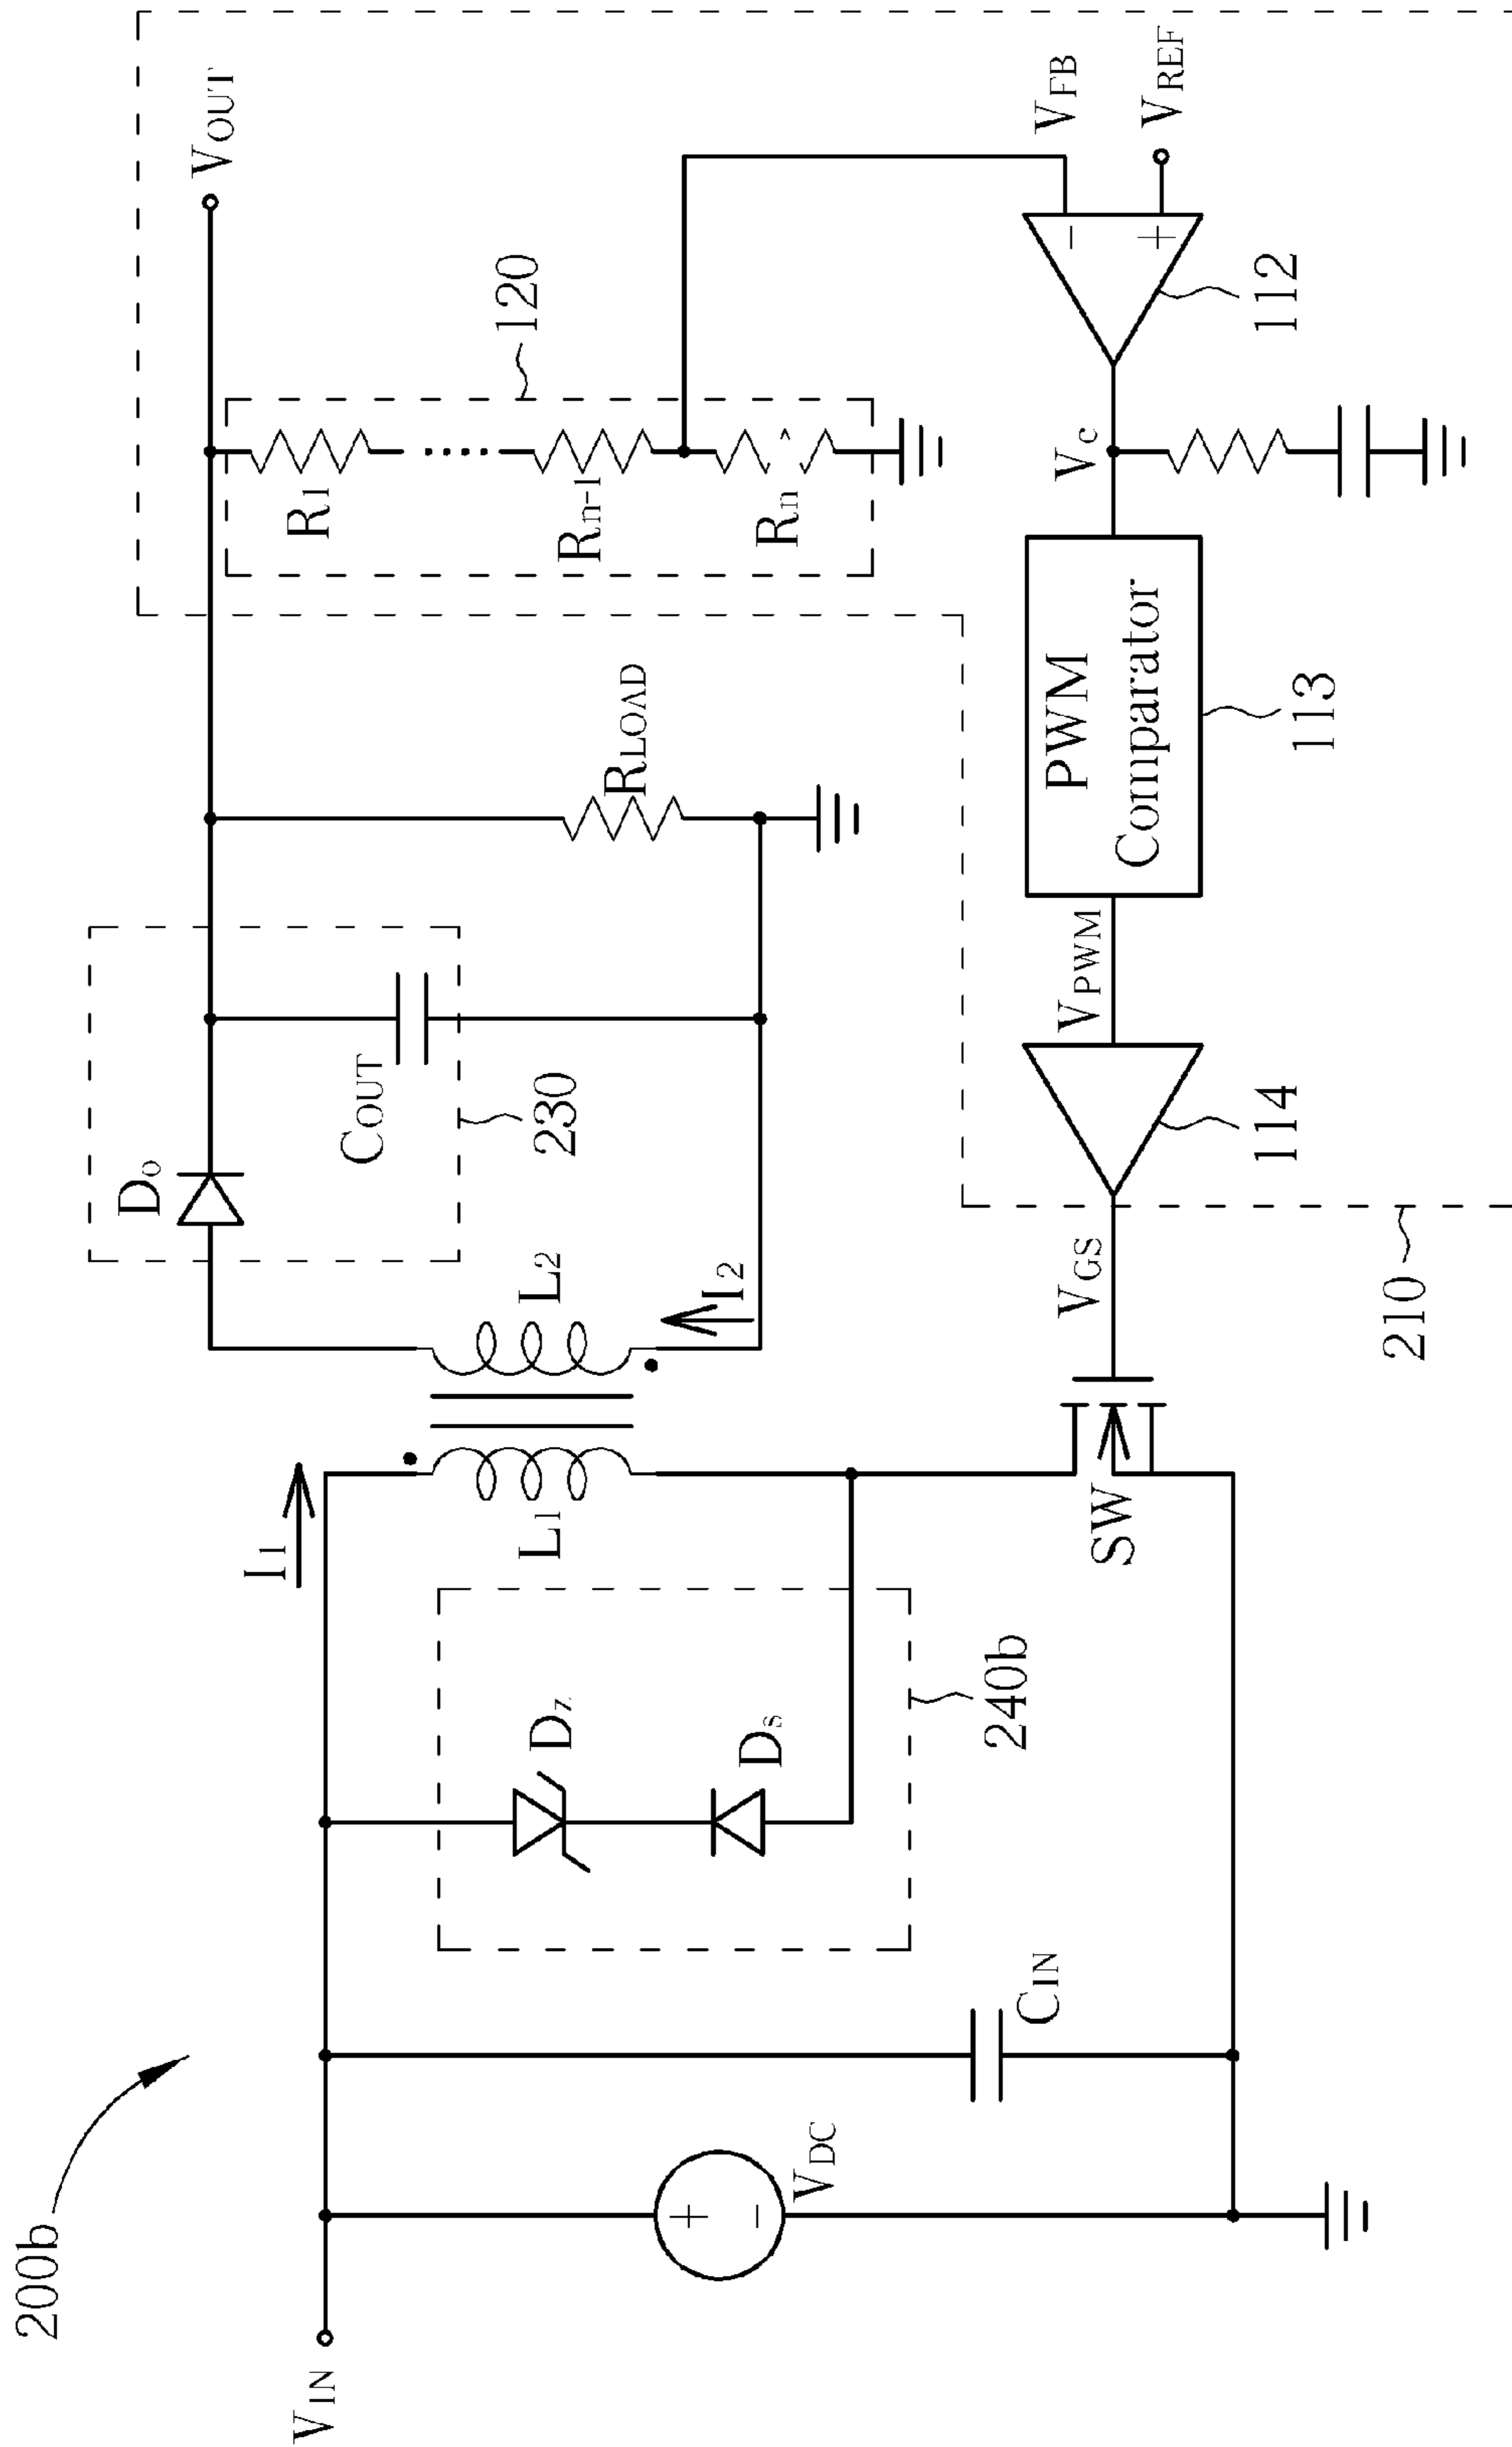 200b
VIN
VDC
CIN
240b
Dz
Ds
I1
L1
L2
I2
SW
VGS
210
Do
COUT
230
RLOAD
VOUT
120
R1
Rn-1
Rn
VFB
VREF
112
Vc
PWM
Comparator
113
VPWM
114
+
−
−
+